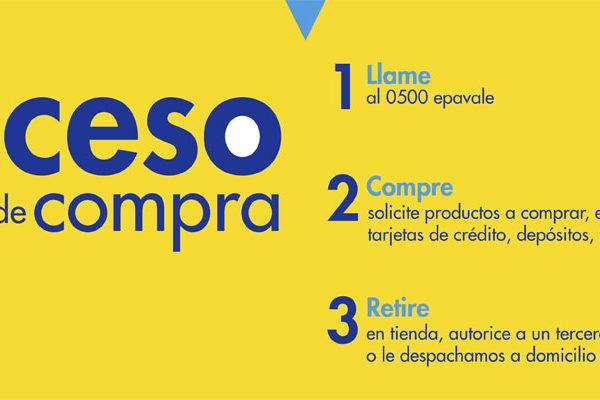 ceso
de compra
1 Llame
al 0500 epavale
2 Compre
solicite productos a comprar, e
tarjetas de crédito, depósitos,
3 Retire
en tienda, autorice a un tercero
o le despachamos a domicilio